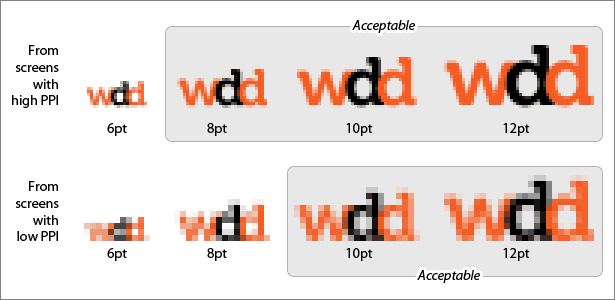 Acceptable
From
screens
with
high PPI
wdd
wdd
wdd
wdd
6pt
8pt
10pt
12pt
From
screens
with
low PPI
wdd
wdd
wdd
wdd
6pt
8pt
10pt
12pt
Acceptable